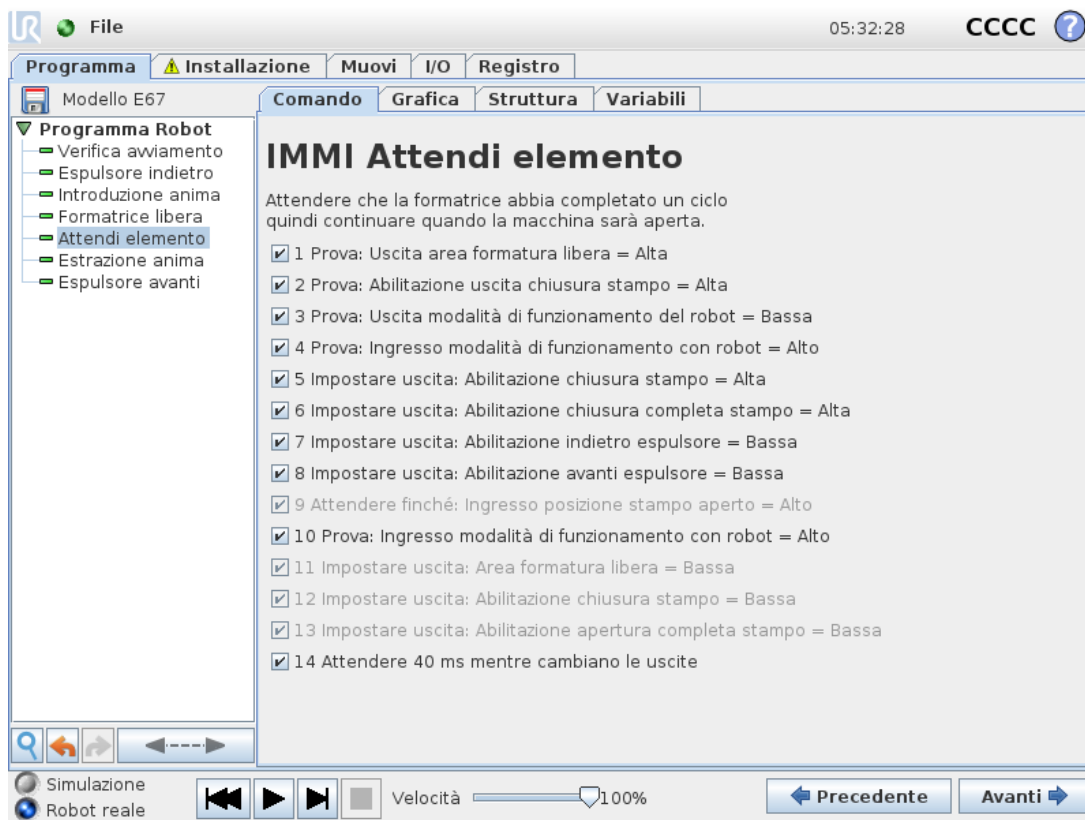 UR File 05:32:28 CCCC ?
Programma Installazione Muovi I/O Registro
Modello E67
Comando Grafica Struttura Variabili
Programma Robot
Verifica avviamento
Espulsore indietro
Introduzione anima
Formatrice libera
Attendi elemento
Estrazione anima
Espulsore avanti
IMMI Attendi elemento
Attendere che la formatrice abbia completato un ciclo
quindi continuare quando la macchina sarà aperta.
1 Prova: Uscita area formatura libera = Alta
2 Prova: Abilitazione uscita chiusura stampo = Alta
3 Prova: Uscita modalità di funzionamento del robot = Bassa
4 Prova: Ingresso modalità di funzionamento con robot = Alto
5 Impostare uscita: Abilitazione chiusura stampo = Alta
6 Impostare uscita: Abilitazione chiusura completa stampo = Alta
7 Impostare uscita: Abilitazione indietro espulsore = Bassa
8 Impostare uscita: Abilitazione avanti espulsore = Bassa
9 Attendere finché: Ingresso posizione stampo aperto = Alto
10 Prova: Ingresso modalità di funzionamento con robot = Alto
11 Impostare uscita: Area formatura libera = Bassa
12 Impostare uscita: Abilitazione chiusura stampo = Bassa
13 Impostare uscita: Abilitazione apertura completa stampo = Bassa
14 Attendere 40 ms mentre cambiano le uscite
Simulazione
Robot reale
Velocità 100%
Precedente Avanti